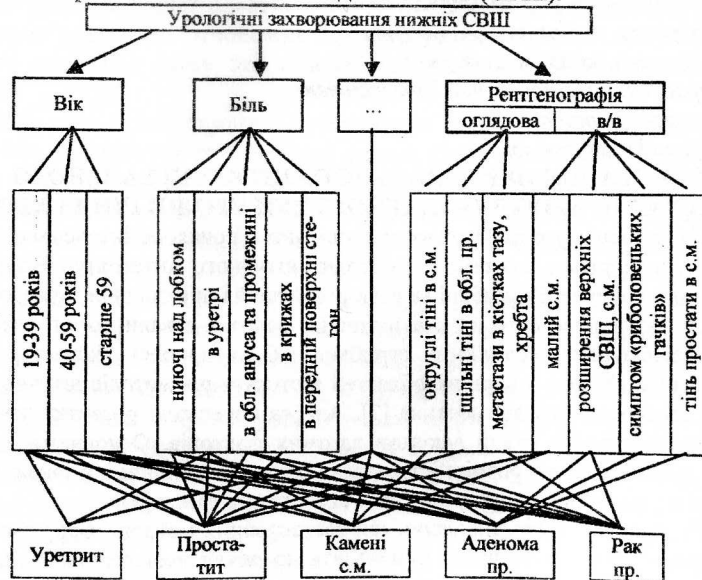 Урологічні захворювання нижніх СВШ
Вік
Біль
...
Рентгенографія
оглядова
в/в
19-39 років
40-59 років
старше 59
ниючі над лобком
в уретрі
в обл. ануса та промежині
в крижах
в передній поверхні сте-
гон.
округлі тіні в с.м.
щільні тіні в обл. пр.
метастази в кістках тазу,
хребта
малий с.м.
розширення верхніх
СВШ, с.м.
симптом «риболовецьких
гачків»
тінь простати в с.м.
Уретрит
Проста-
тит
Камені
с.м.
Аденома
пр.
Рак
пр.